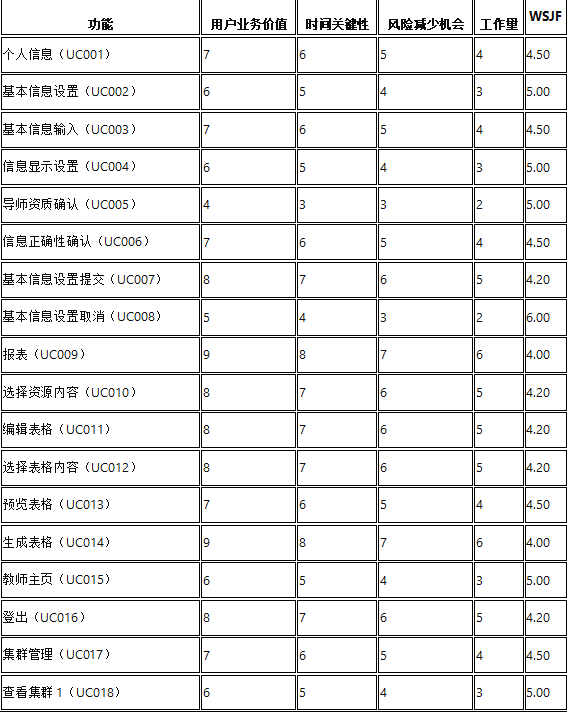 功能 用户业务价值 时间关键性 风险减少机会 工作量 WSJF
个人信息（UC001） 7 6 5 4 4.50
基本信息设置（UC002） 6 5 4 3 5.00
基本信息输入（UC003） 7 6 5 4 4.50
信息显示设置（UC004） 6 5 4 3 5.00
导师资质确认（UC005） 4 3 3 2 5.00
信息正确性确认（UC006） 7 6 5 4 4.50
基本信息设置提交（UC007） 8 7 6 5 4.20
基本信息设置取消（UC008） 5 4 3 2 6.00
报表（UC009） 9 8 7 6 4.00
选择资源内容（UC010） 8 7 6 5 4.20
编辑表格（UC011） 8 7 6 5 4.20
选择表格内容（UC012） 8 7 6 5 4.20
预览表格（UC013） 7 6 5 4 4.50
生成表格（UC014） 9 8 7 6 4.00
教师主页（UC015） 6 5 4 3 5.00
登出（UC016） 8 7 6 5 4.20
集群管理（UC017） 7 6 5 4 4.50
查看集群 1（UC018） 6 5 4 3 5.00